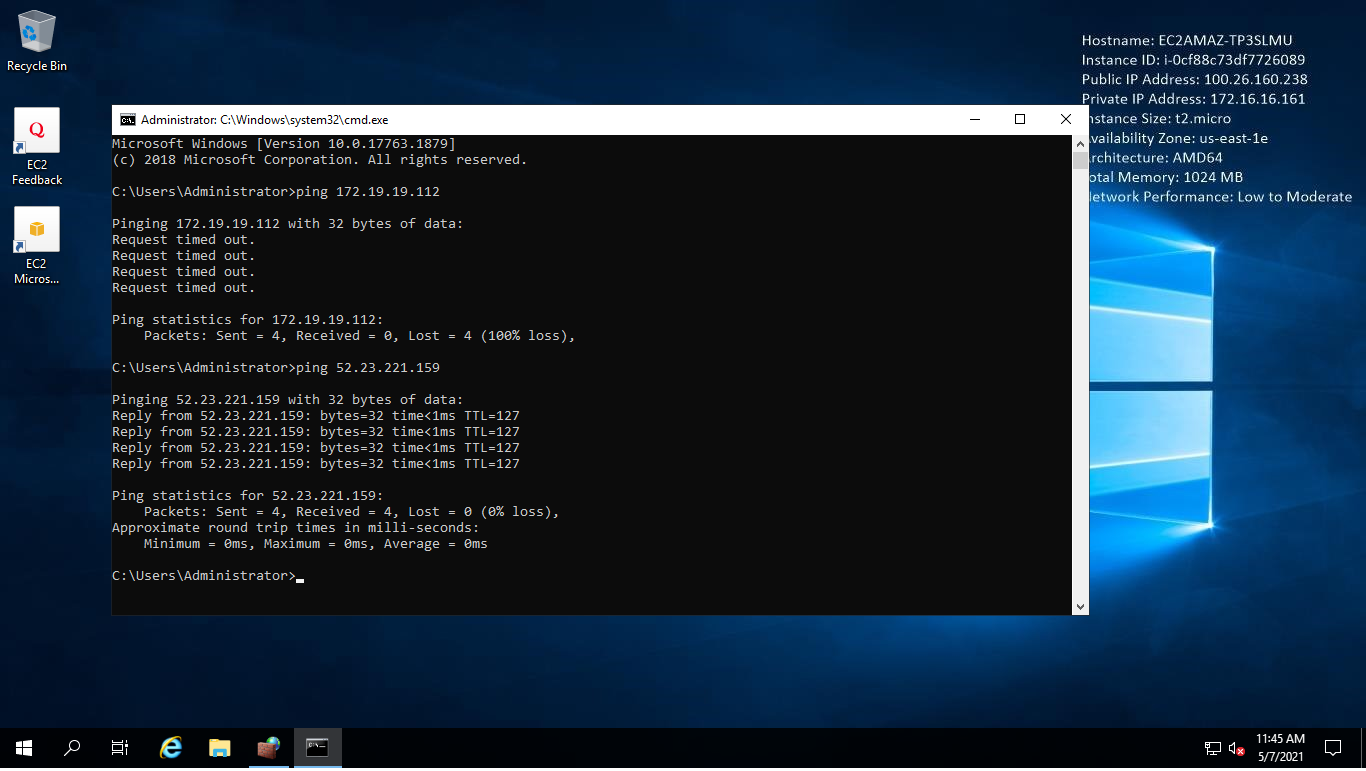 Recycle Bin
EC2
Feedback
EC2
Micros...
Hostname: EC2AMAZ-TP3SLMU
Instance ID: i-0cf88c73df7726089
Public IP Address: 100.26.160.238
Private IP Address: 172.16.16.161
nstance Size: t2.micro
vailability Zone: us-east-1e
rchitecture: AMD64
otal Memory: 1024 MB
etwork Performance: Low to Moderate
Administrator: C:\Windows\system32\cmd.exe
Microsoft Windows [Version 10.0.17763.1879]
(c) 2018 Microsoft Corporation. All rights reserved.
C:\Users\Administrator>ping 172.19.19.112
Pinging 172.19.19.112 with 32 bytes of data:
Request timed out.
Request timed out.
Request timed out.
Request timed out.
Ping statistics for 172.19.19.112:
Packets: Sent = 4, Received = 0, Lost = 4 (100% loss),
C:\Users\Administrator>ping 52.23.221.159
Pinging 52.23.221.159 with 32 bytes of data:
Reply from 52.23.221.159: bytes=32 time<1ms TTL=127
Reply from 52.23.221.159: bytes=32 time<1ms TTL=127
Reply from 52.23.221.159: bytes=32 time<1ms TTL=127
Reply from 52.23.221.159: bytes=32 time<1ms TTL=127
Ping statistics for 52.23.221.159:
Packets: Sent = 4, Received = 4, Lost = 0 (0% loss),
Approximate round trip times in milli-seconds:
Minimum = 0ms, Maximum = 0ms, Average = 0ms
C:\Users\Administrator>
11:45 AM
5/7/2021